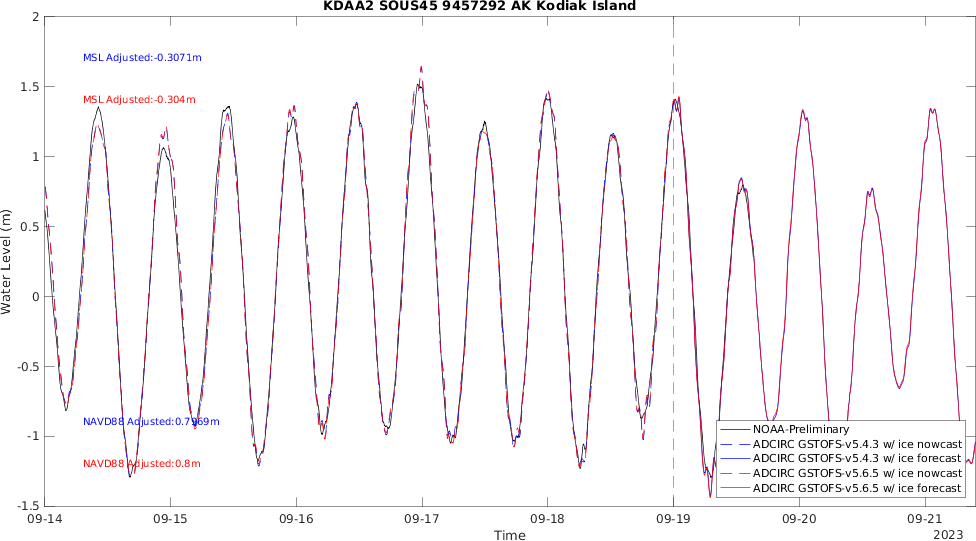 KDAA2 SOUS45 9457292 AK Kodiak Island
2
1.5
1
0.5
0
-0.5
-1
-1.5
Water Level (m)
MSL Adjusted:-0.3071m
MSL Adjusted:-0.304m
NAVD88 Adjusted:0.7969m
NAVD88 Adjusted:0.8m
NOAA-Preliminary
ADCIRC GSTOFS-v5.4.3 w/ ice nowcast
ADCIRC GSTOFS-v5.4.3 w/ ice forecast
ADCIRC GSTOFS-v5.6.5 w/ ice nowcast
ADCIRC GSTOFS-v5.6.5 w/ ice forecast
09-14 09-15 09-16 09-17 09-18 09-19 09-20 09-21
Time
2023